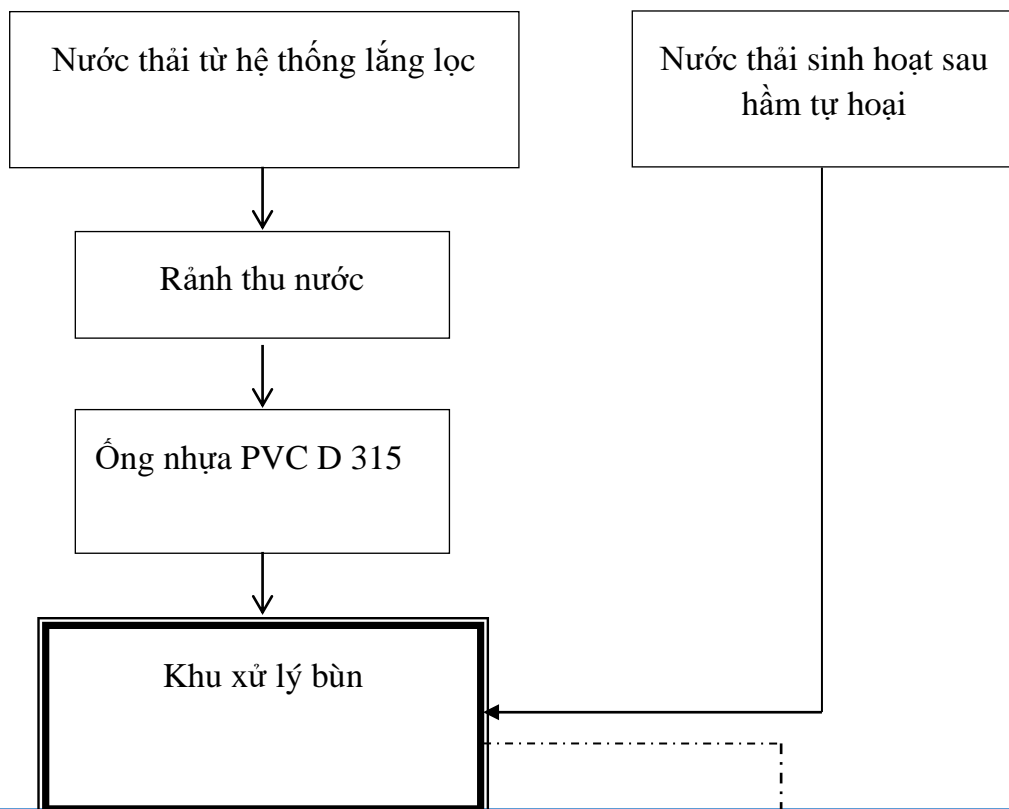 Nước thải từ hệ thống lắng lọc
Nước thải sinh hoạt sau
hầm tự hoại
Rảnh thu nước
Ống nhựa PVC D 315
Khu xử lý bùn